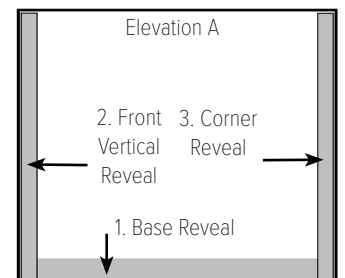 Elevation A
2. Front
Vertical
Reveal
3. Corner
Reveal
1. Base Reveal